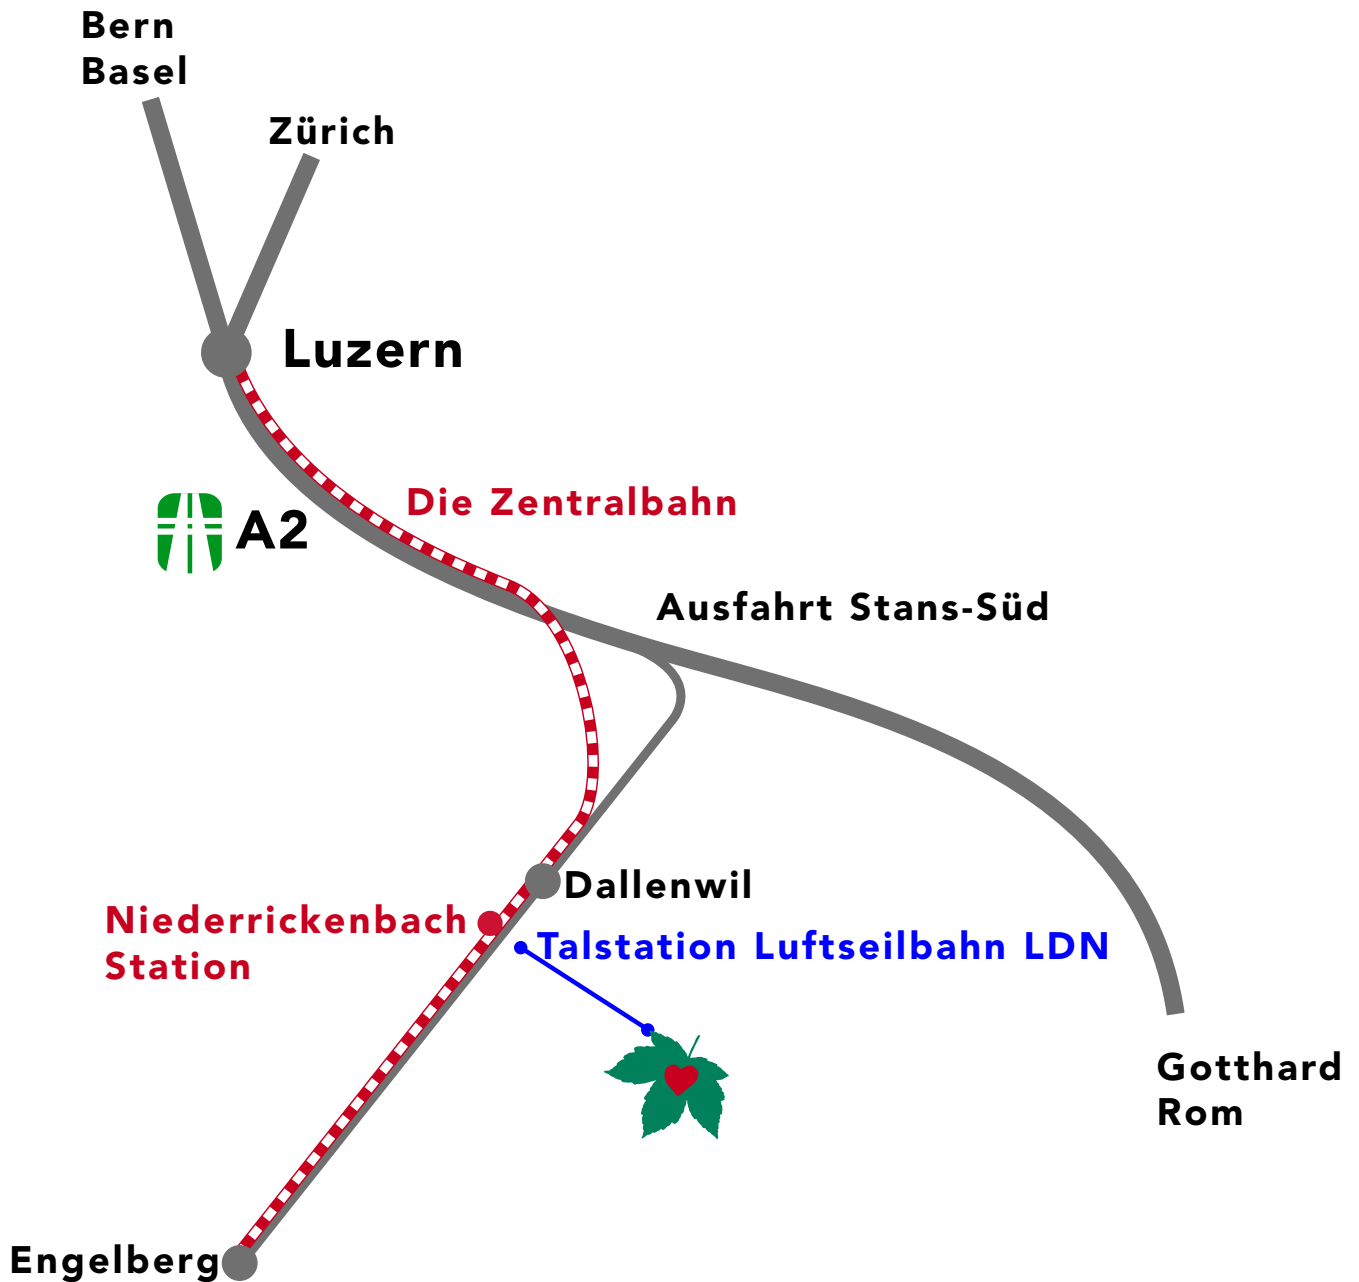 Bern
Basel
Zürich
Luzern
Die Zentralbahn
A2
Ausfahrt Stans-Süd
Dallenwil
Niederrickenbach
Station
Talstation Luftseilbahn LDN
Gotthard
Rom
Engelberg